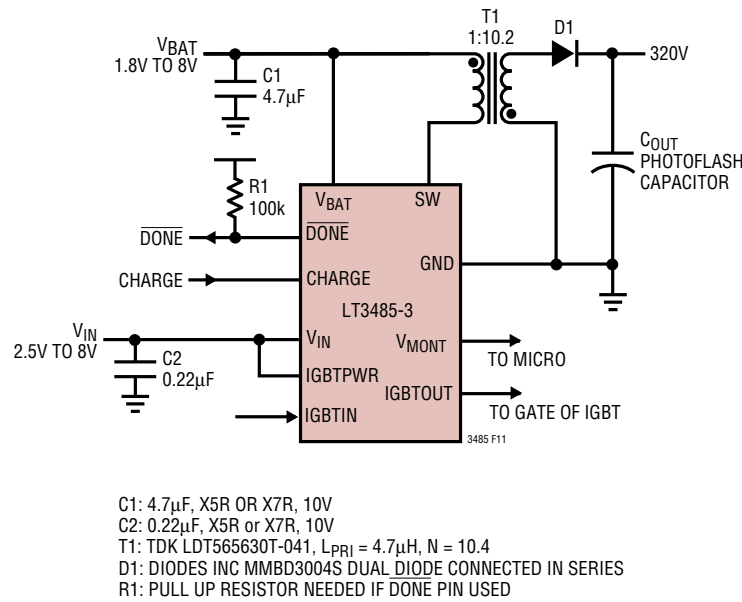 T1
1:10.2
D1
VBAT
1.8V TO 8V
320V
C1
4.7µF
COUT
PHOTOFLASH
CAPACITOR
R1
100k
VBAT
SW
DONE
DONE
GND
CHARGE
CHARGE
LT3485-3
VIN
2.5V TO 8V
VIN
VMONT
TO MICRO
C2
0.22µF
IGBTPWR
IGBTOUT
TO GATE OF IGBT
IGBTIN
3485 F11
C1: 4.7µF, X5R OR X7R, 10V
C2: 0.22µF, X5R or X7R, 10V
T1: TDK LDT565630T-041, LPRI = 4.7µH, N = 10.4
D1: DIODES INC MMBD3004S DUAL DIODE CONNECTED IN SERIES
R1: PULL UP RESISTOR NEEDED IF DONE PIN USED